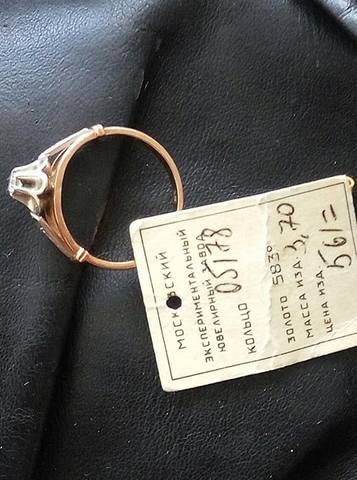 МОСКОВСКИЙ
ЭКСПЕРИМЕНТАЛЬНЫЙ
ЮВЕЛИРНЫЙ ЗАВОД
КОЛЬЦО 05178
ЗОЛОТО 583°
МАССА ИЗД. 3,70
ЦЕНА ИЗД. 561=